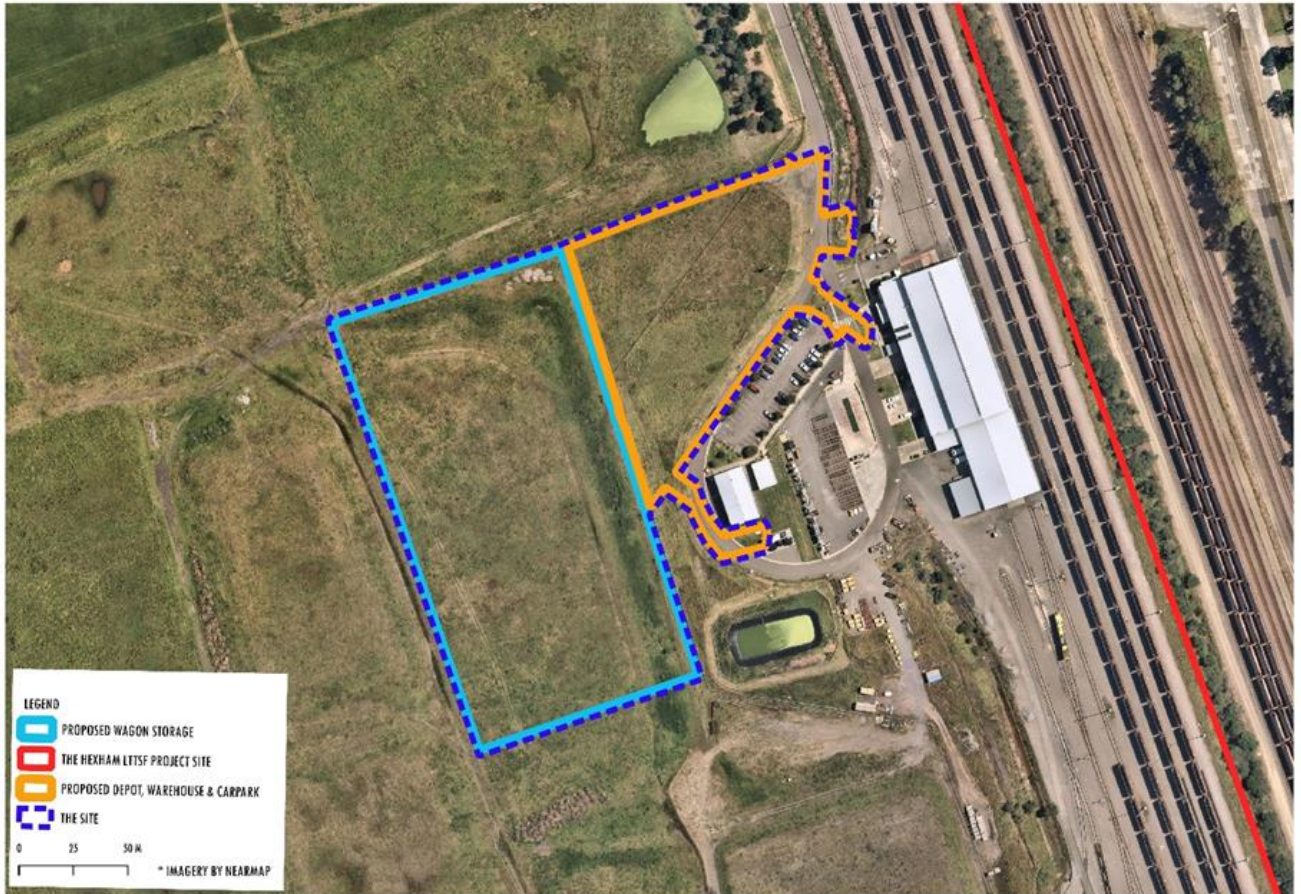 LEGEND
PROPOSED WAGON STORAGE
THE HEXHAM LTTSF PROJECT SITE
PROPOSED DEPOT, WAREHOUSE & CARPARK
THE SITE
0 25 50 M
* IMAGERY BY NEARMAP